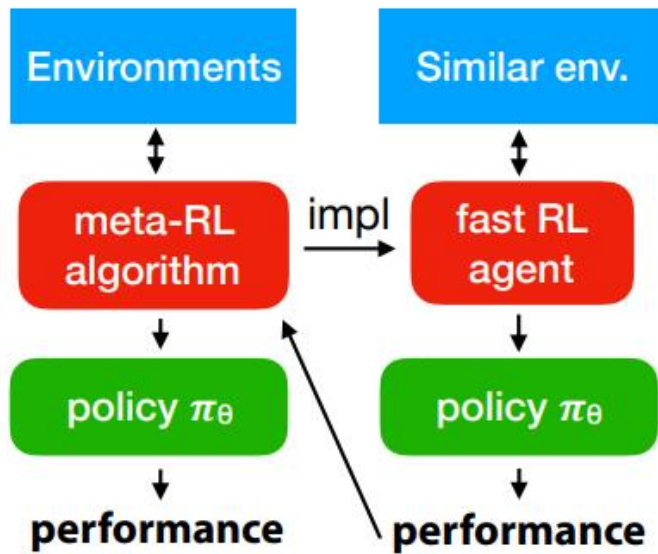 Environments
Similar env.
meta-RL
algorithm
impl
fast RL
agent
policy πθ
policy πθ
performance
performance